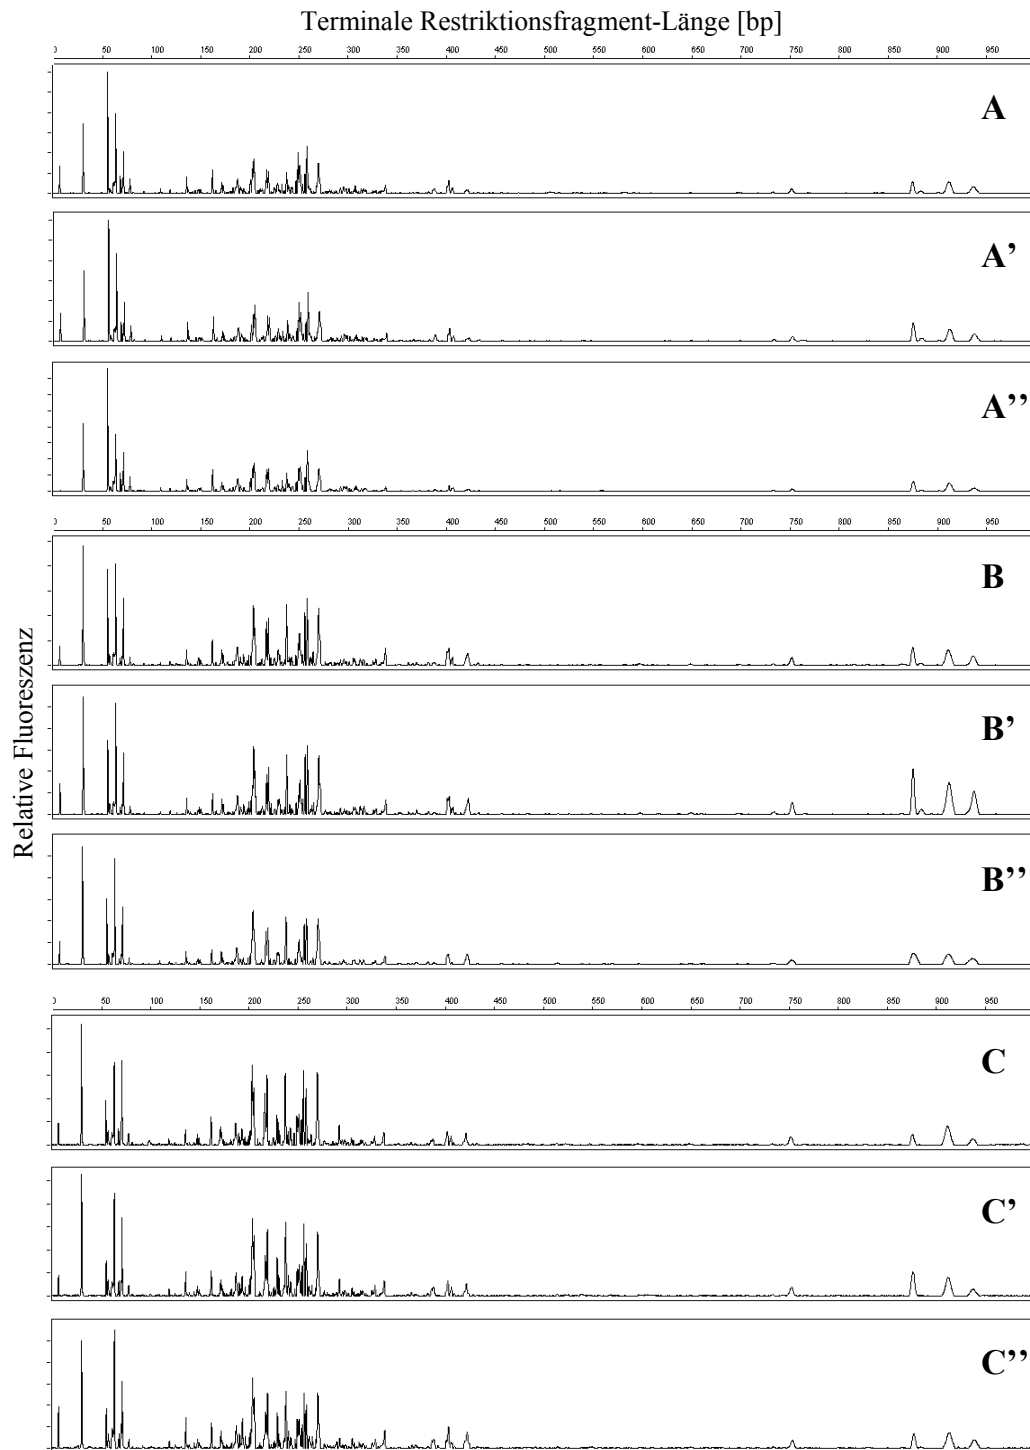 Terminale Restriktionsfragment-Länge [bp]
0 50 100 150 200 250 300 350 400 450 500 550 600 650 700 750 800 850 900 950
A
A’
A’’
0 50 100 150 200 250 300 350 400 450 500 550 600 650 700 750 800 850 900 950
B
Relative Fluoreszenz
B’
B’’
0 50 100 150 200 250 300 350 400 450 500 550 600 650 700 750 800 850 900 950
C
C’
C’’